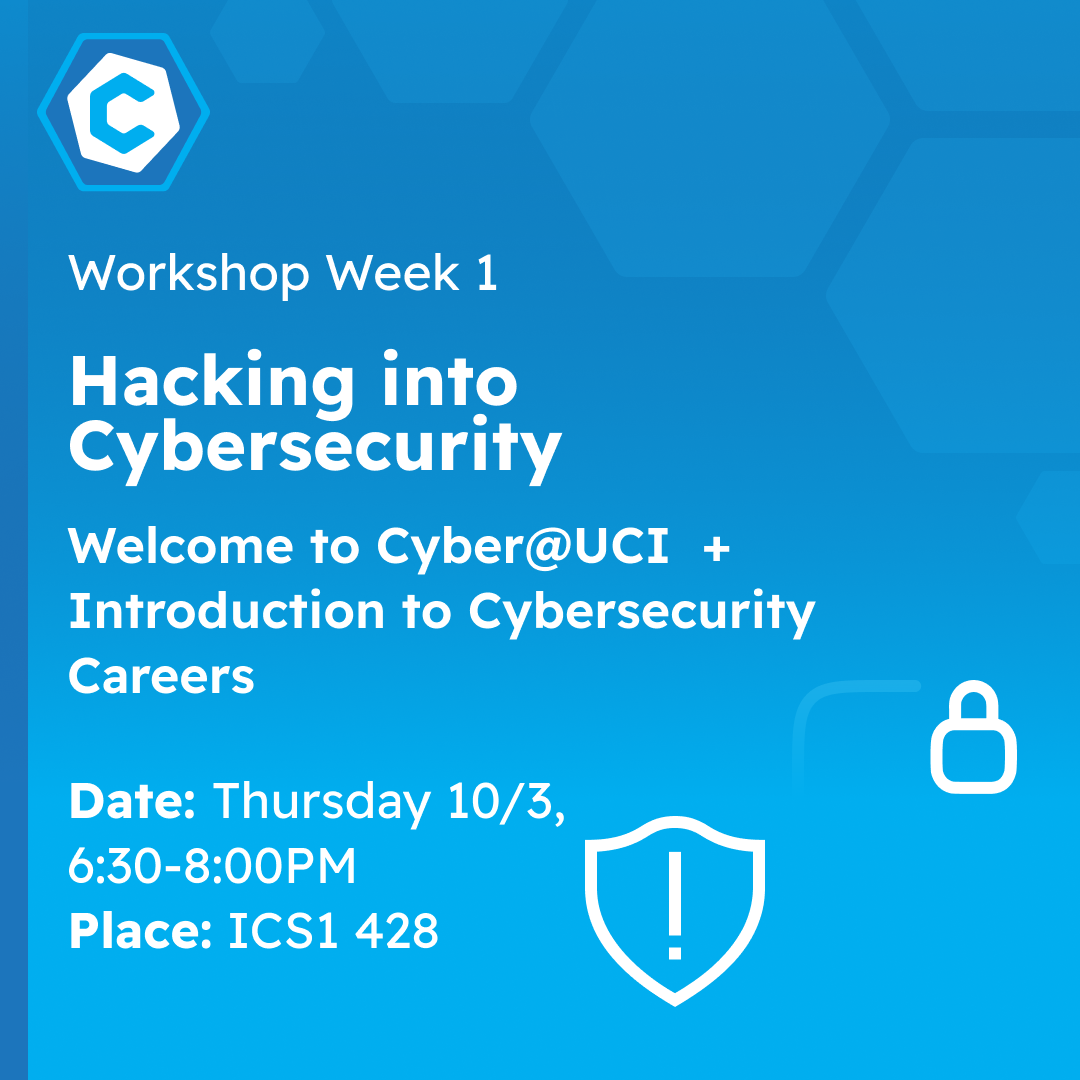 C
Workshop Week 1
Hacking into
Cybersecurity
Welcome to Cyber@UCI +
Introduction to Cybersecurity
Careers
Date: Thursday 10/3,
6:30-8:00PM
Place: ICS1 428